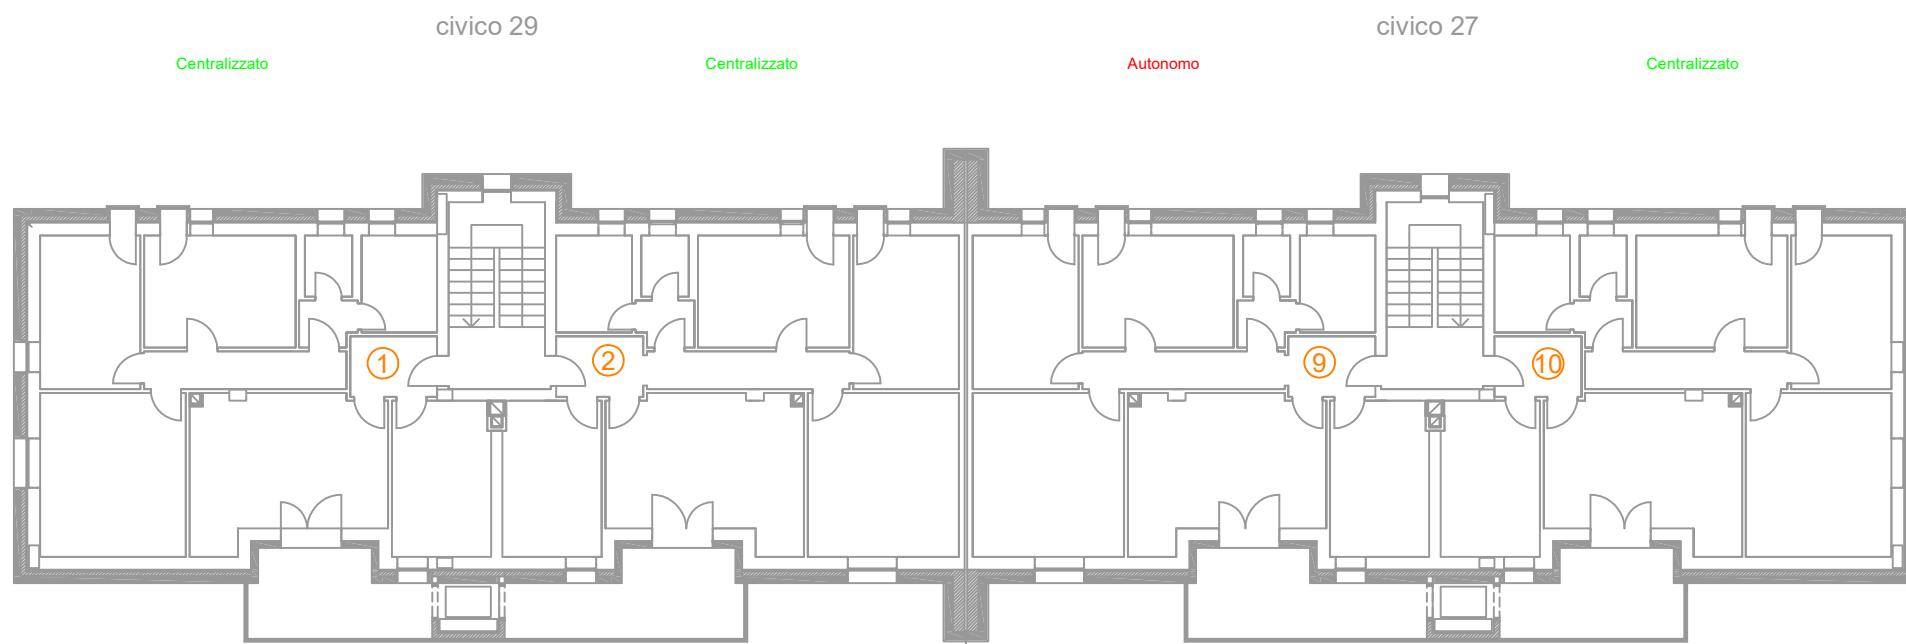 civico 29
civico 27
Centralizzato
Centralizzato
Autonomo
Centralizzato
1
2
9
10